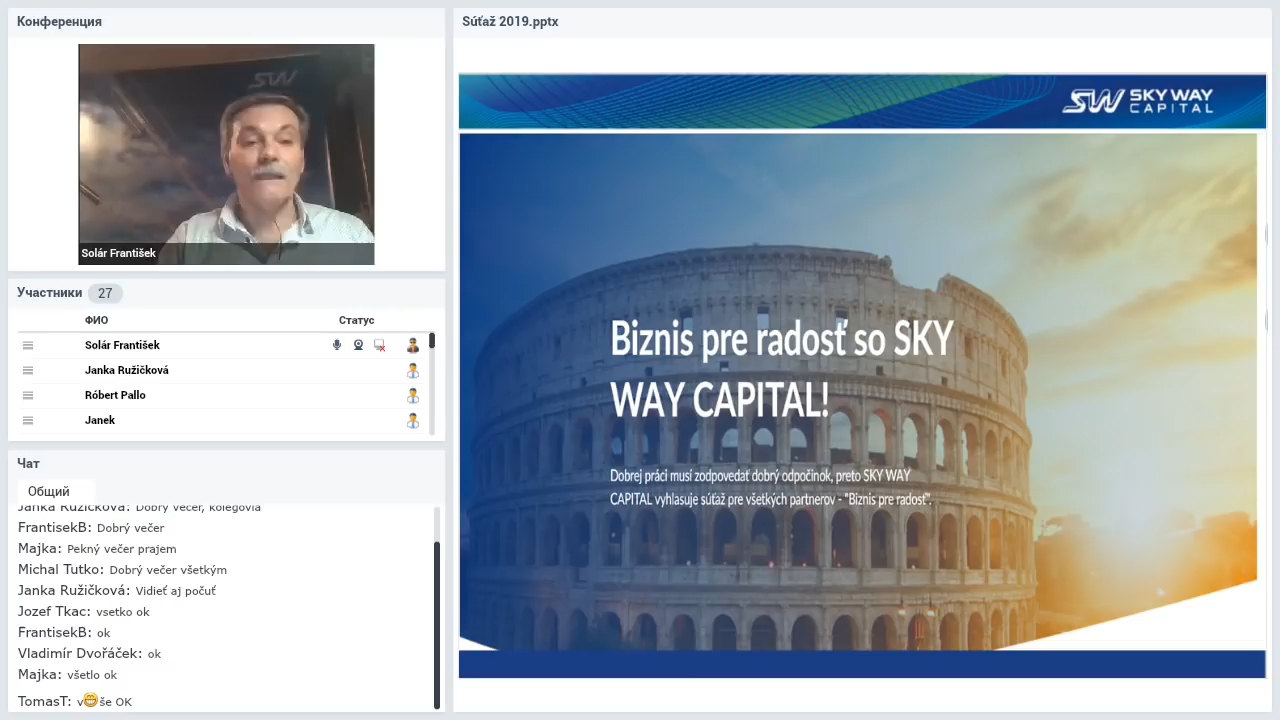 Конференция
SW
Solár František
Участники 27
ФИО Статус
Solár František
Janka Ružičková
Róbert Pallo
Janek
Чат
Общий
Janka Ružičková: Dobrý večer, kolegovia
FrantisekB: Dobrý večer
Majka: Pekný večer prajem
Michal Tutko: Dobrý večer všetkým
Janka Ružičková: Vidieť aj počuť
Jozef Tkac: vsetko ok
FrantisekB: ok
Vladimír Dvořáček: ok
Majka: všetlo ok
TomasT: v😁še OK
Súťaž 2019.pptx
SW SKY WAY
CAPITAL
Biznis pre radosť so SKY
WAY CAPITAL!
Dobrej práci musí zodpovedať dobrý odpočinok, preto SKY WAY
CAPITAL vyhlasuje súťaž pre všetkých partnerov - "Biznis pre radosť".